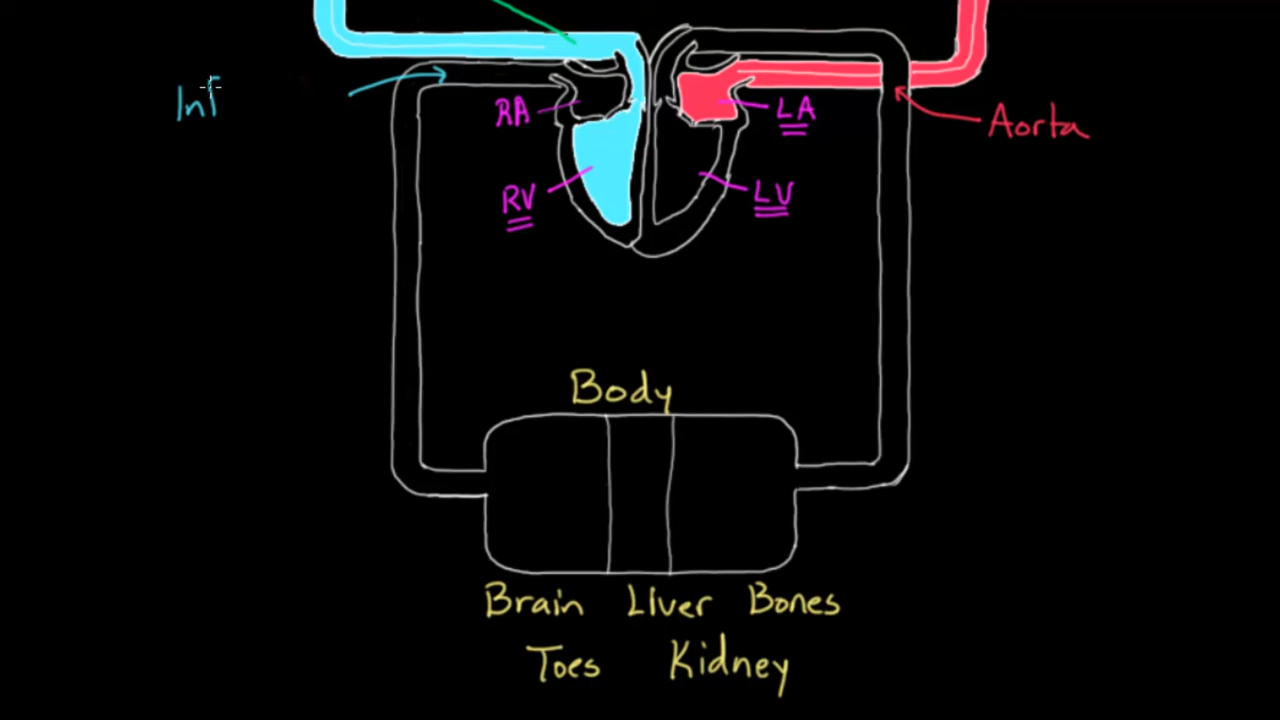 Inf
RA
LA
Aorta
RV
LV
Body
Brain Liver Bones
Toes Kidney